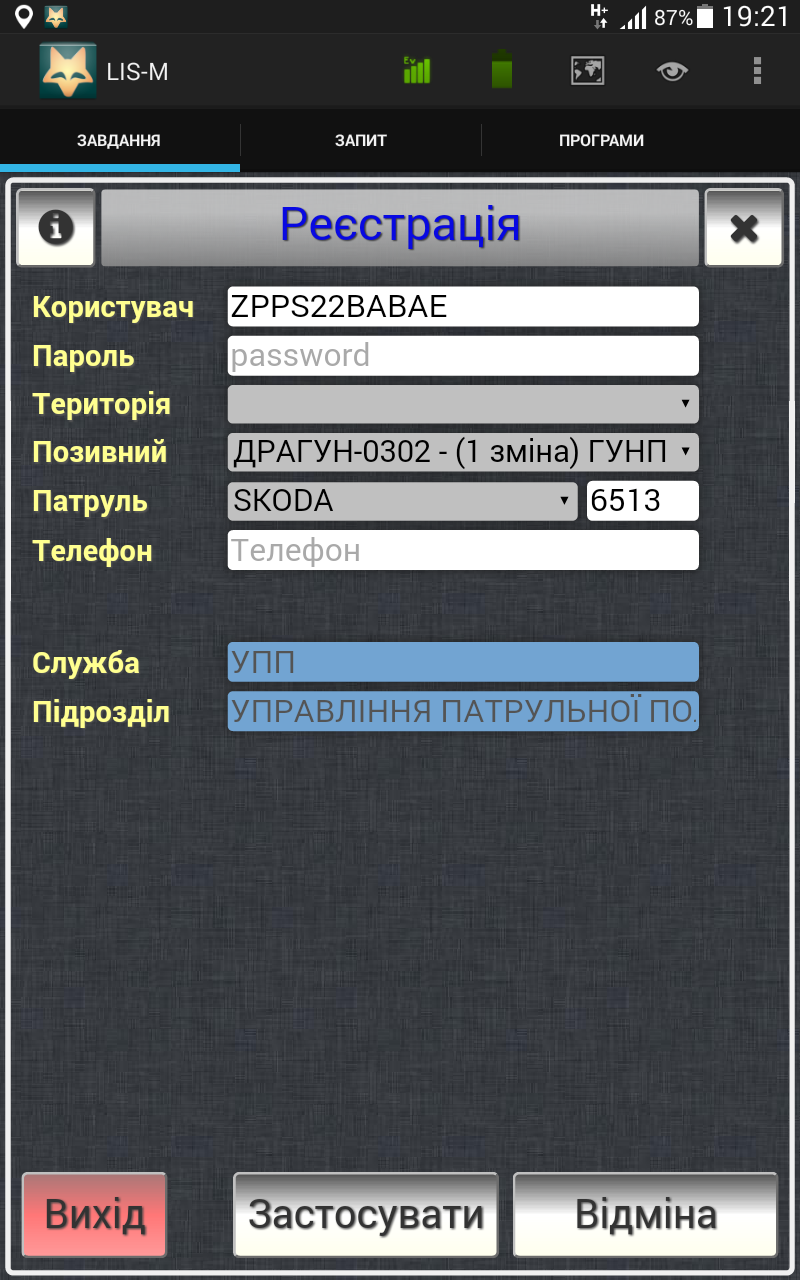 H+ 87% 19:21
LIS-M Ev
ЗАВДАННЯ ЗАПИТ ПРОГРАМИ
Реєстрація
Користувач ZPPS22BABAE
Пароль password
Територія
Позивний ДРАГУН-0302 - (1 зміна) ГУНП
Патруль SKODA 6513
Телефон Телефон
Служба УПП
Підрозділ УПРАВЛІННЯ ПАТРУЛЬНОЇ ПО.
Вихід Застосувати Відміна